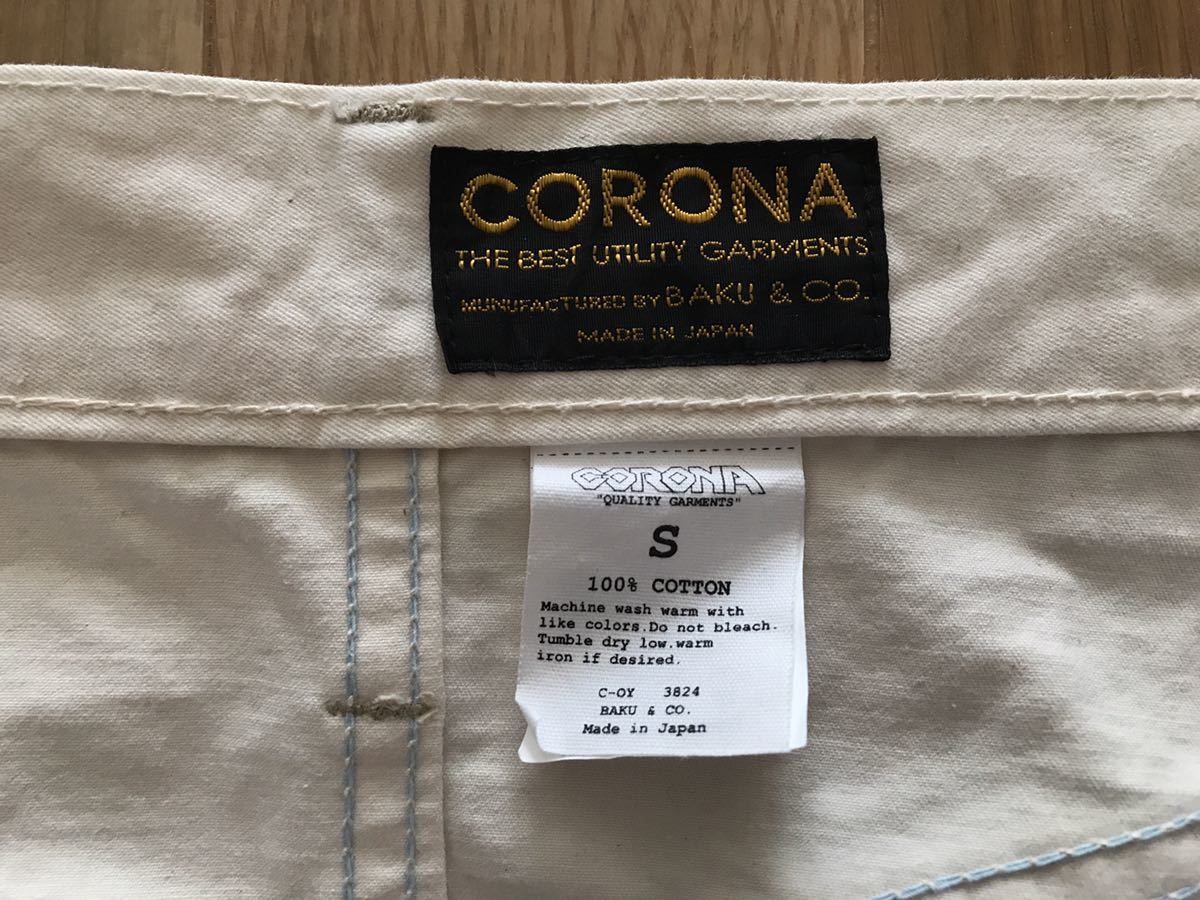 CORONA
THE BEST UTILITY GARMENTS
MUNUFACTURED BY BAKU & CO.
MADE IN JAPAN
CORONA
"QUALITY GARMENTS"
S
100% COTTON
Machine wash warm with
like colors.Do not bleach.
Tumble dry low.warm
iron if desired.
C-OY 3824
BAKU & CO.
Made in Japan